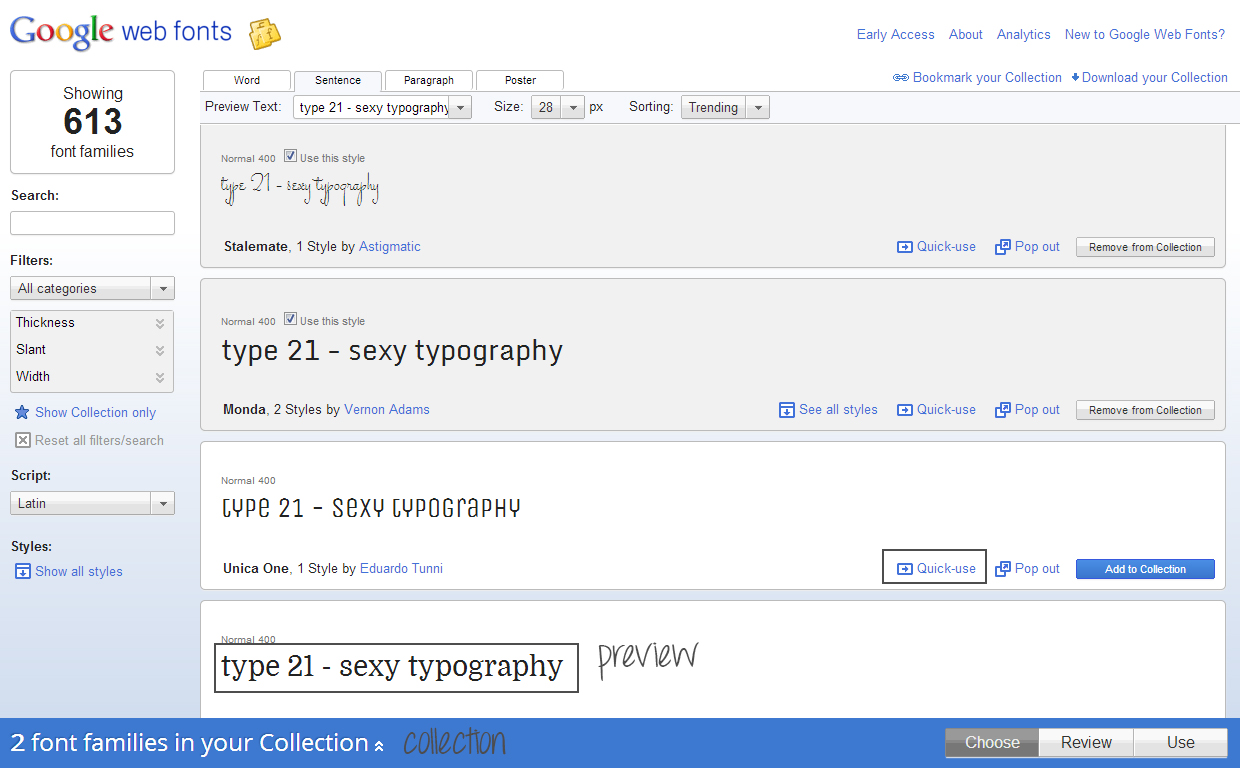 Google web fonts
Early Access About Analytics New to Google Web Fonts?
Bookmark your Collection Download your Collection
Showing
613
font families
Search:
Filters:
All categories
Thickness
Slant
Width
Show Collection only
Reset all filters/search
Script:
Latin
Styles:
Show all styles
Word Sentence Paragraph Poster
Preview Text: type 21 - sexy typography Size: 28 px Sorting: Trending
Normal 400 Use this style
type 21 - sexy typography
Stalemate, 1 Style by Astigmatic Quick-use Pop out Remove from Collection
Normal 400 Use this style
type 21 - sexy typography
Monda, 2 Styles by Vernon Adams See all styles Quick-use Pop out Remove from Collection
Normal 400
type 21 - sexy typography
Unica One, 1 Style by Eduardo Tunni Quick-use Pop out Add to Collection
Normal 400
type 21 - sexy typography preview
2 font families in your Collection collection Choose Review Use